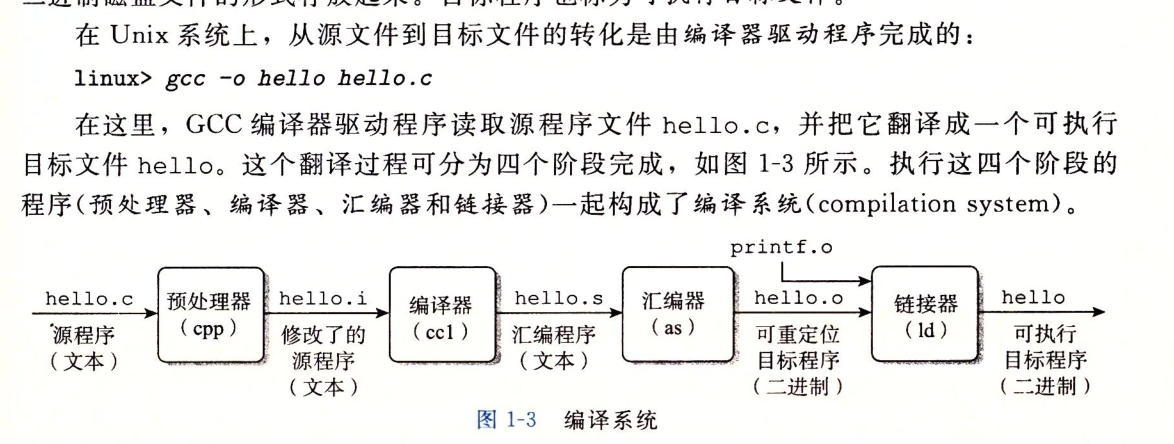 在 Unix 系统上，从源文件到目标文件的转化是由编译器驱动程序完成的：
linux> gcc -o hello hello.c
在这里，GCC 编译器驱动程序读取源程序文件 hello.c，并把它翻译成一个可执行
目标文件 hello。这个翻译过程可分为四个阶段完成，如图 1-3 所示。执行这四个阶段的
程序(预处理器、编译器、汇编器和链接器)一起构成了编译系统(compilation system)。
printf.o
hello.c
源程序
（文本）
预处理器
（cpp）
hello.i
修改了的
源程序
（文本）
编译器
（cc1）
hello.s
汇编程序
（文本）
汇编器
（as）
hello.o
可重定位
目标程序
（二进制）
链接器
（ld）
hello
可执行
目标程序
（二进制）
图 1-3 编译系统